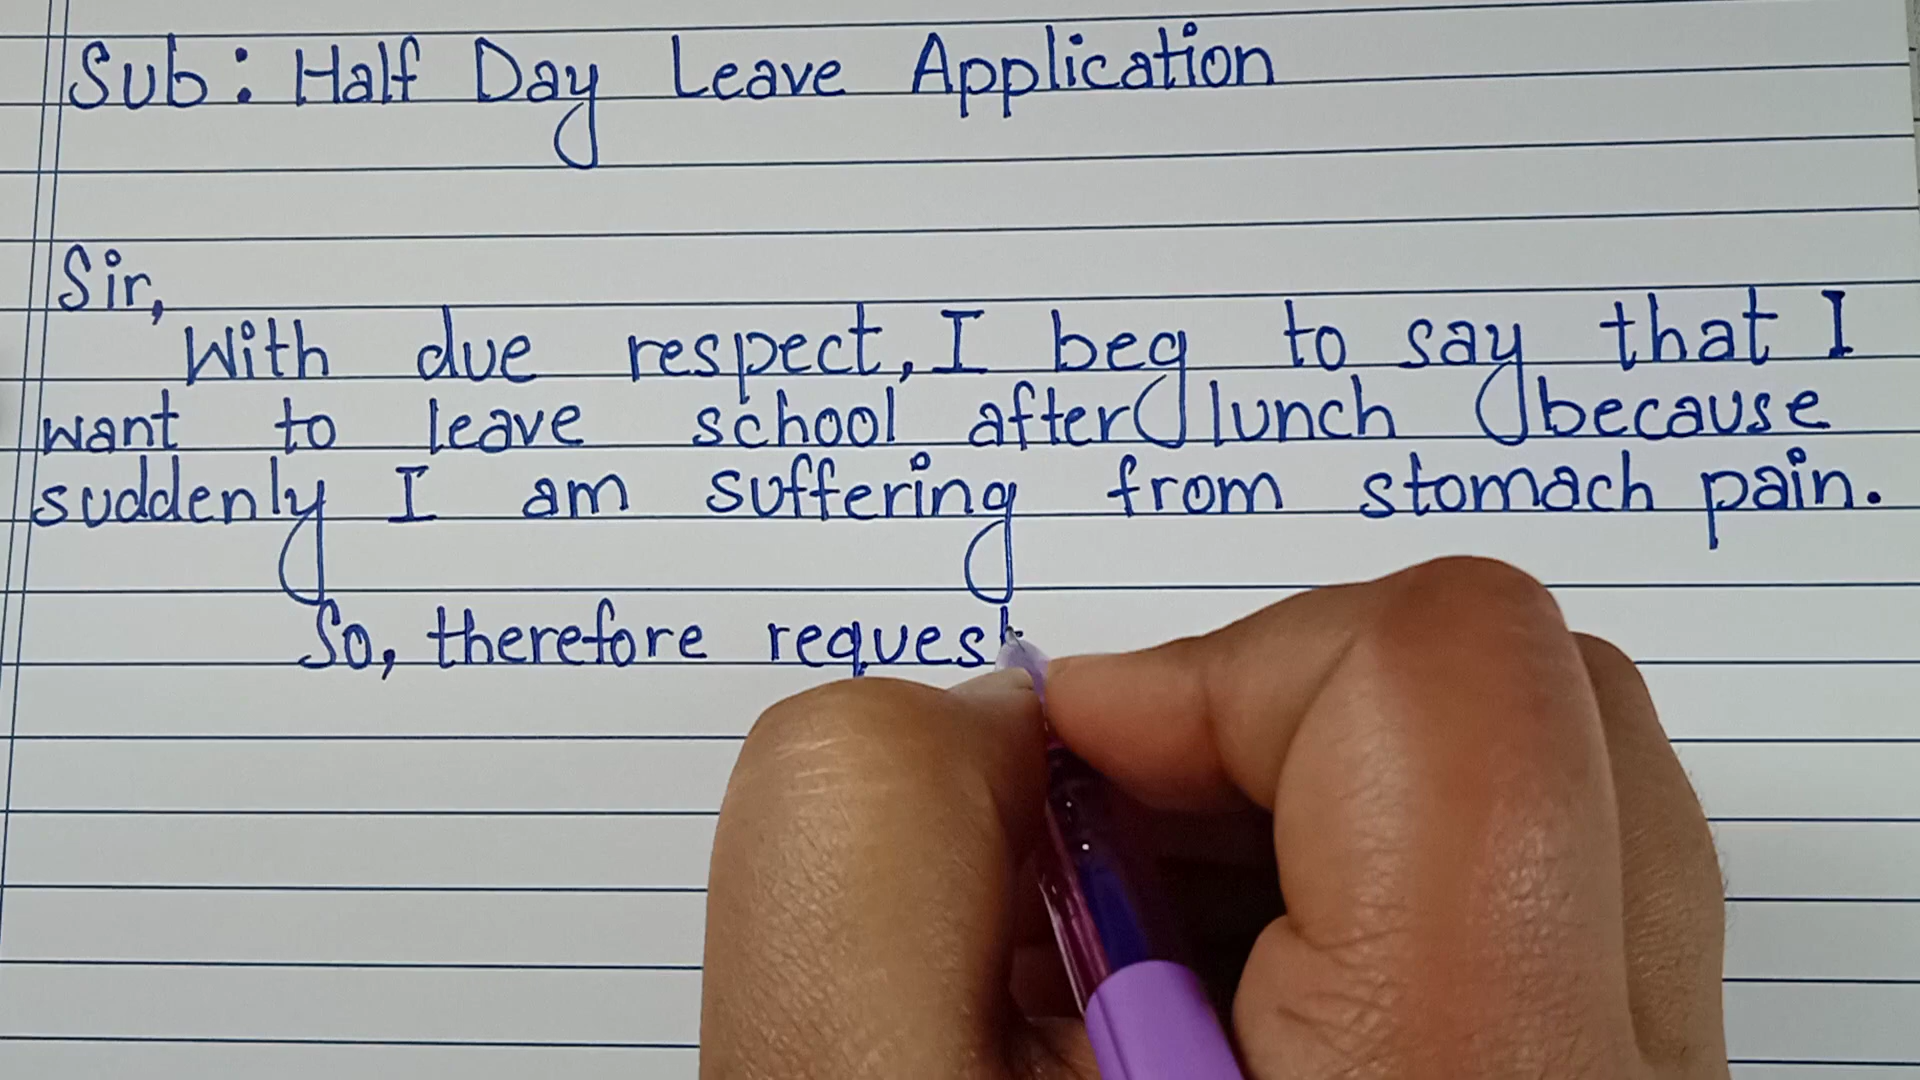 Sub: Half Day Leave Application
Sir,
With due respect, I beg to say that I
want to leave school after lunch because
suddenly I am suffering from stomach pain.
So, therefore request